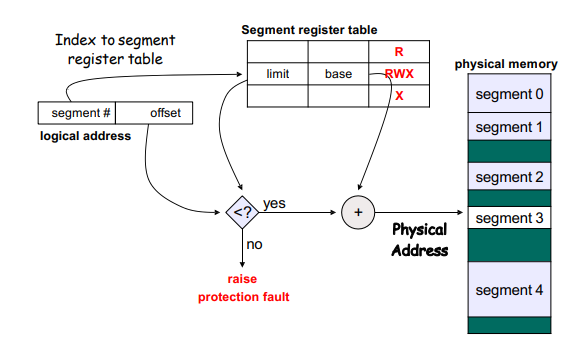 Segment register table
Index to segment
register table
R
limit base RWX
X
physical memory
segment 0
segment # offset
logical address
segment 1
segment 2
<? yes + segment 3
Physical
Address
no
raise
protection fault
segment 4